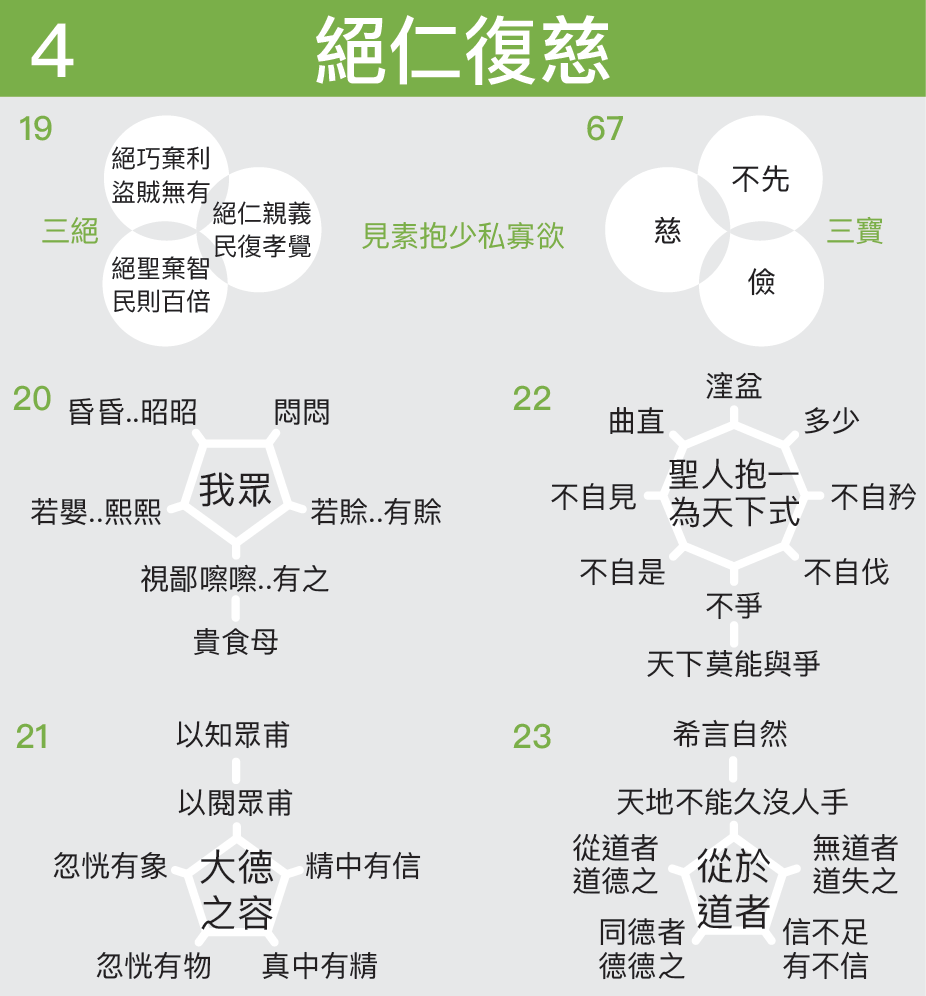 4
絕仁復慈
19
絕巧棄利
盜賊無有
絕仁親義
民復孝覺
三絕
絕聖棄智
民則百倍
見素抱少私寡欲
67
不先
慈
三寶
儉
20
昏昏..昭昭
悶悶
我眾
若嬰..熙熙
若賒..有賒
視鄙嚓嚓..有之
貴食母
22
漥盆
曲直
多少
聖人抱一
為天下式
不自見
不自矜
不自是
不自伐
不爭
天下莫能與爭
21
以知眾甫
以閱眾甫
忽恍有象
大德
之容
精中有信
忽恍有物
真中有精
23
希言自然
天地不能久沒人手
從道者
道德之
從於
道者
無道者
道失之
同德者
德德之
信不足
有不信